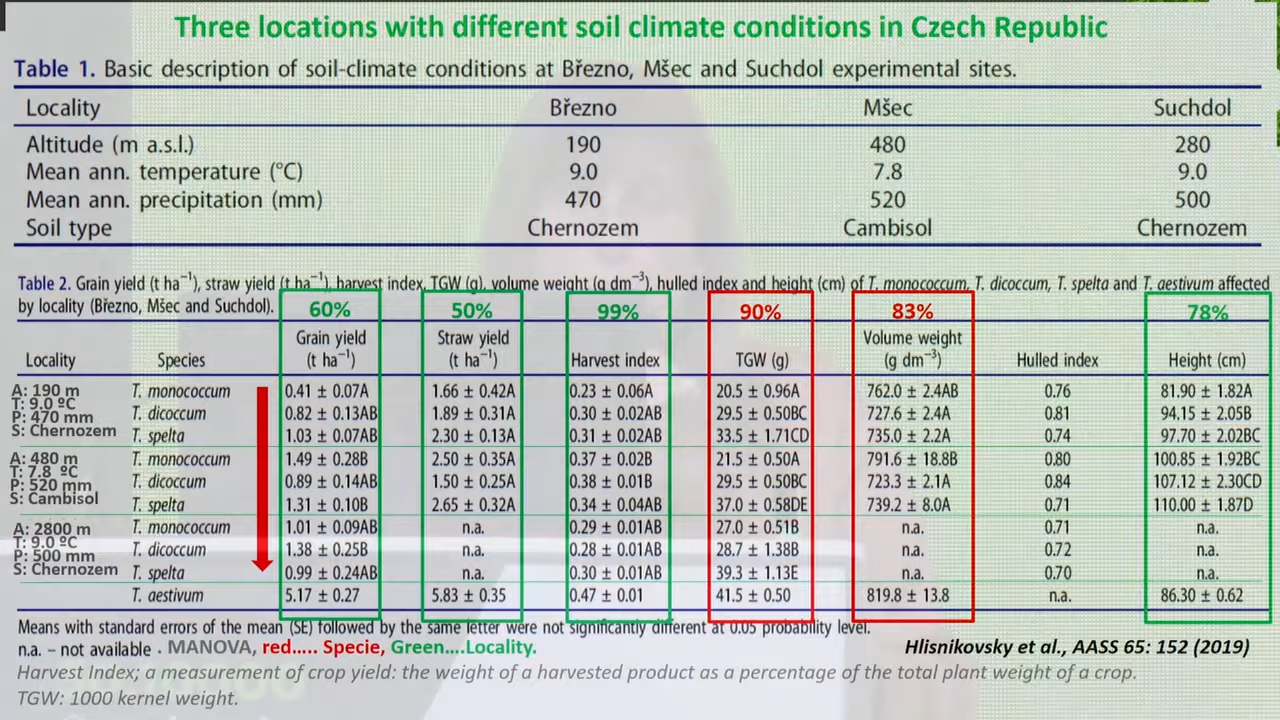 Three locations with different soil climate conditions in Czech Republic
Table 1. Basic description of soil-climate conditions at Březno, Mšec and Suchdol experimental sites.
Locality Březno Mšec Suchdol
Altitude (m a.s.l.) 190 480 280
Mean ann. temperature (°C) 9.0 7.8 9.0
Mean ann. precipitation (mm) 470 520 500
Soil type Chernozem Cambisol Chernozem
Table 2. Grain yield (t ha⁻¹), straw yield (t ha⁻¹), harvest index, TGW (g), volume weight (g dm⁻³), hulled index and height (cm) of T. monococcum, T. dicoccum, T. spelta and T. aestivum affected
by locality (Březno, Mšec and Suchdol).
60% 50% 99% 90% 83% 78%
Locality Species Grain yield (t ha⁻¹) Straw yield (t ha⁻¹) Harvest index TGW (g) Volume weight (g dm⁻³) Hulled index Height (cm)
A: 190 m T. monococcum 0.41 ± 0.07A 1.66 ± 0.42A 0.23 ± 0.06A 20.5 ± 0.96A 762.0 ± 2.4AB 0.76 81.90 ± 1.82A
T: 9.0 ºC
P: 470 mm T. dicoccum 0.82 ± 0.13AB 1.89 ± 0.31A 0.30 ± 0.02AB 29.5 ± 0.50BC 727.6 ± 2.4A 0.81 94.15 ± 2.05B
S: Chernozem T. spelta 1.03 ± 0.07AB 2.30 ± 0.13A 0.31 ± 0.02AB 33.5 ± 1.71CD 735.0 ± 2.2A 0.74 97.70 ± 2.02BC
A: 480 m T. monococcum 1.49 ± 0.28B 2.50 ± 0.35A 0.37 ± 0.02B 21.5 ± 0.50A 791.6 ± 18.8B 0.80 100.85 ± 1.92BC
T: 7.8 ºC
P: 520 mm T. dicoccum 0.89 ± 0.14AB 1.50 ± 0.25A 0.38 ± 0.01B 29.5 ± 0.50BC 723.3 ± 2.1A 0.84 107.12 ± 2.30CD
S: Cambisol T. spelta 1.31 ± 0.10B 2.65 ± 0.32A 0.34 ± 0.04AB 37.0 ± 0.58DE 739.2 ± 8.0A 0.71 110.00 ± 1.87D
A: 2800 m T. monococcum 1.01 ± 0.09AB n.a. 0.29 ± 0.01AB 27.0 ± 0.51B n.a. 0.71 n.a.
T: 9.0 ºC
P: 500 mm T. dicoccum 1.38 ± 0.25B n.a. 0.28 ± 0.01AB 28.7 ± 1.38B n.a. 0.72 n.a.
S: Chernozem T. spelta 0.99 ± 0.24AB n.a. 0.30 ± 0.01AB 39.3 ± 1.13E n.a. 0.70 n.a.
T. aestivum 5.17 ± 0.27 5.83 ± 0.35 0.47 ± 0.01 41.5 ± 0.50 819.8 ± 13.8 n.a. 86.30 ± 0.62
Means with standard errors of the mean (SE) followed by the same letter were not significantly different at 0.05 probability level.
n.a. – not available . MANOVA, red..... Specie, Green....Locality. Hlisnikovsky et al., AASS 65: 152 (2019)
Harvest Index; a measurement of crop yield: the weight of a harvested product as a percentage of the total plant weight of a crop.
TGW: 1000 kernel weight.